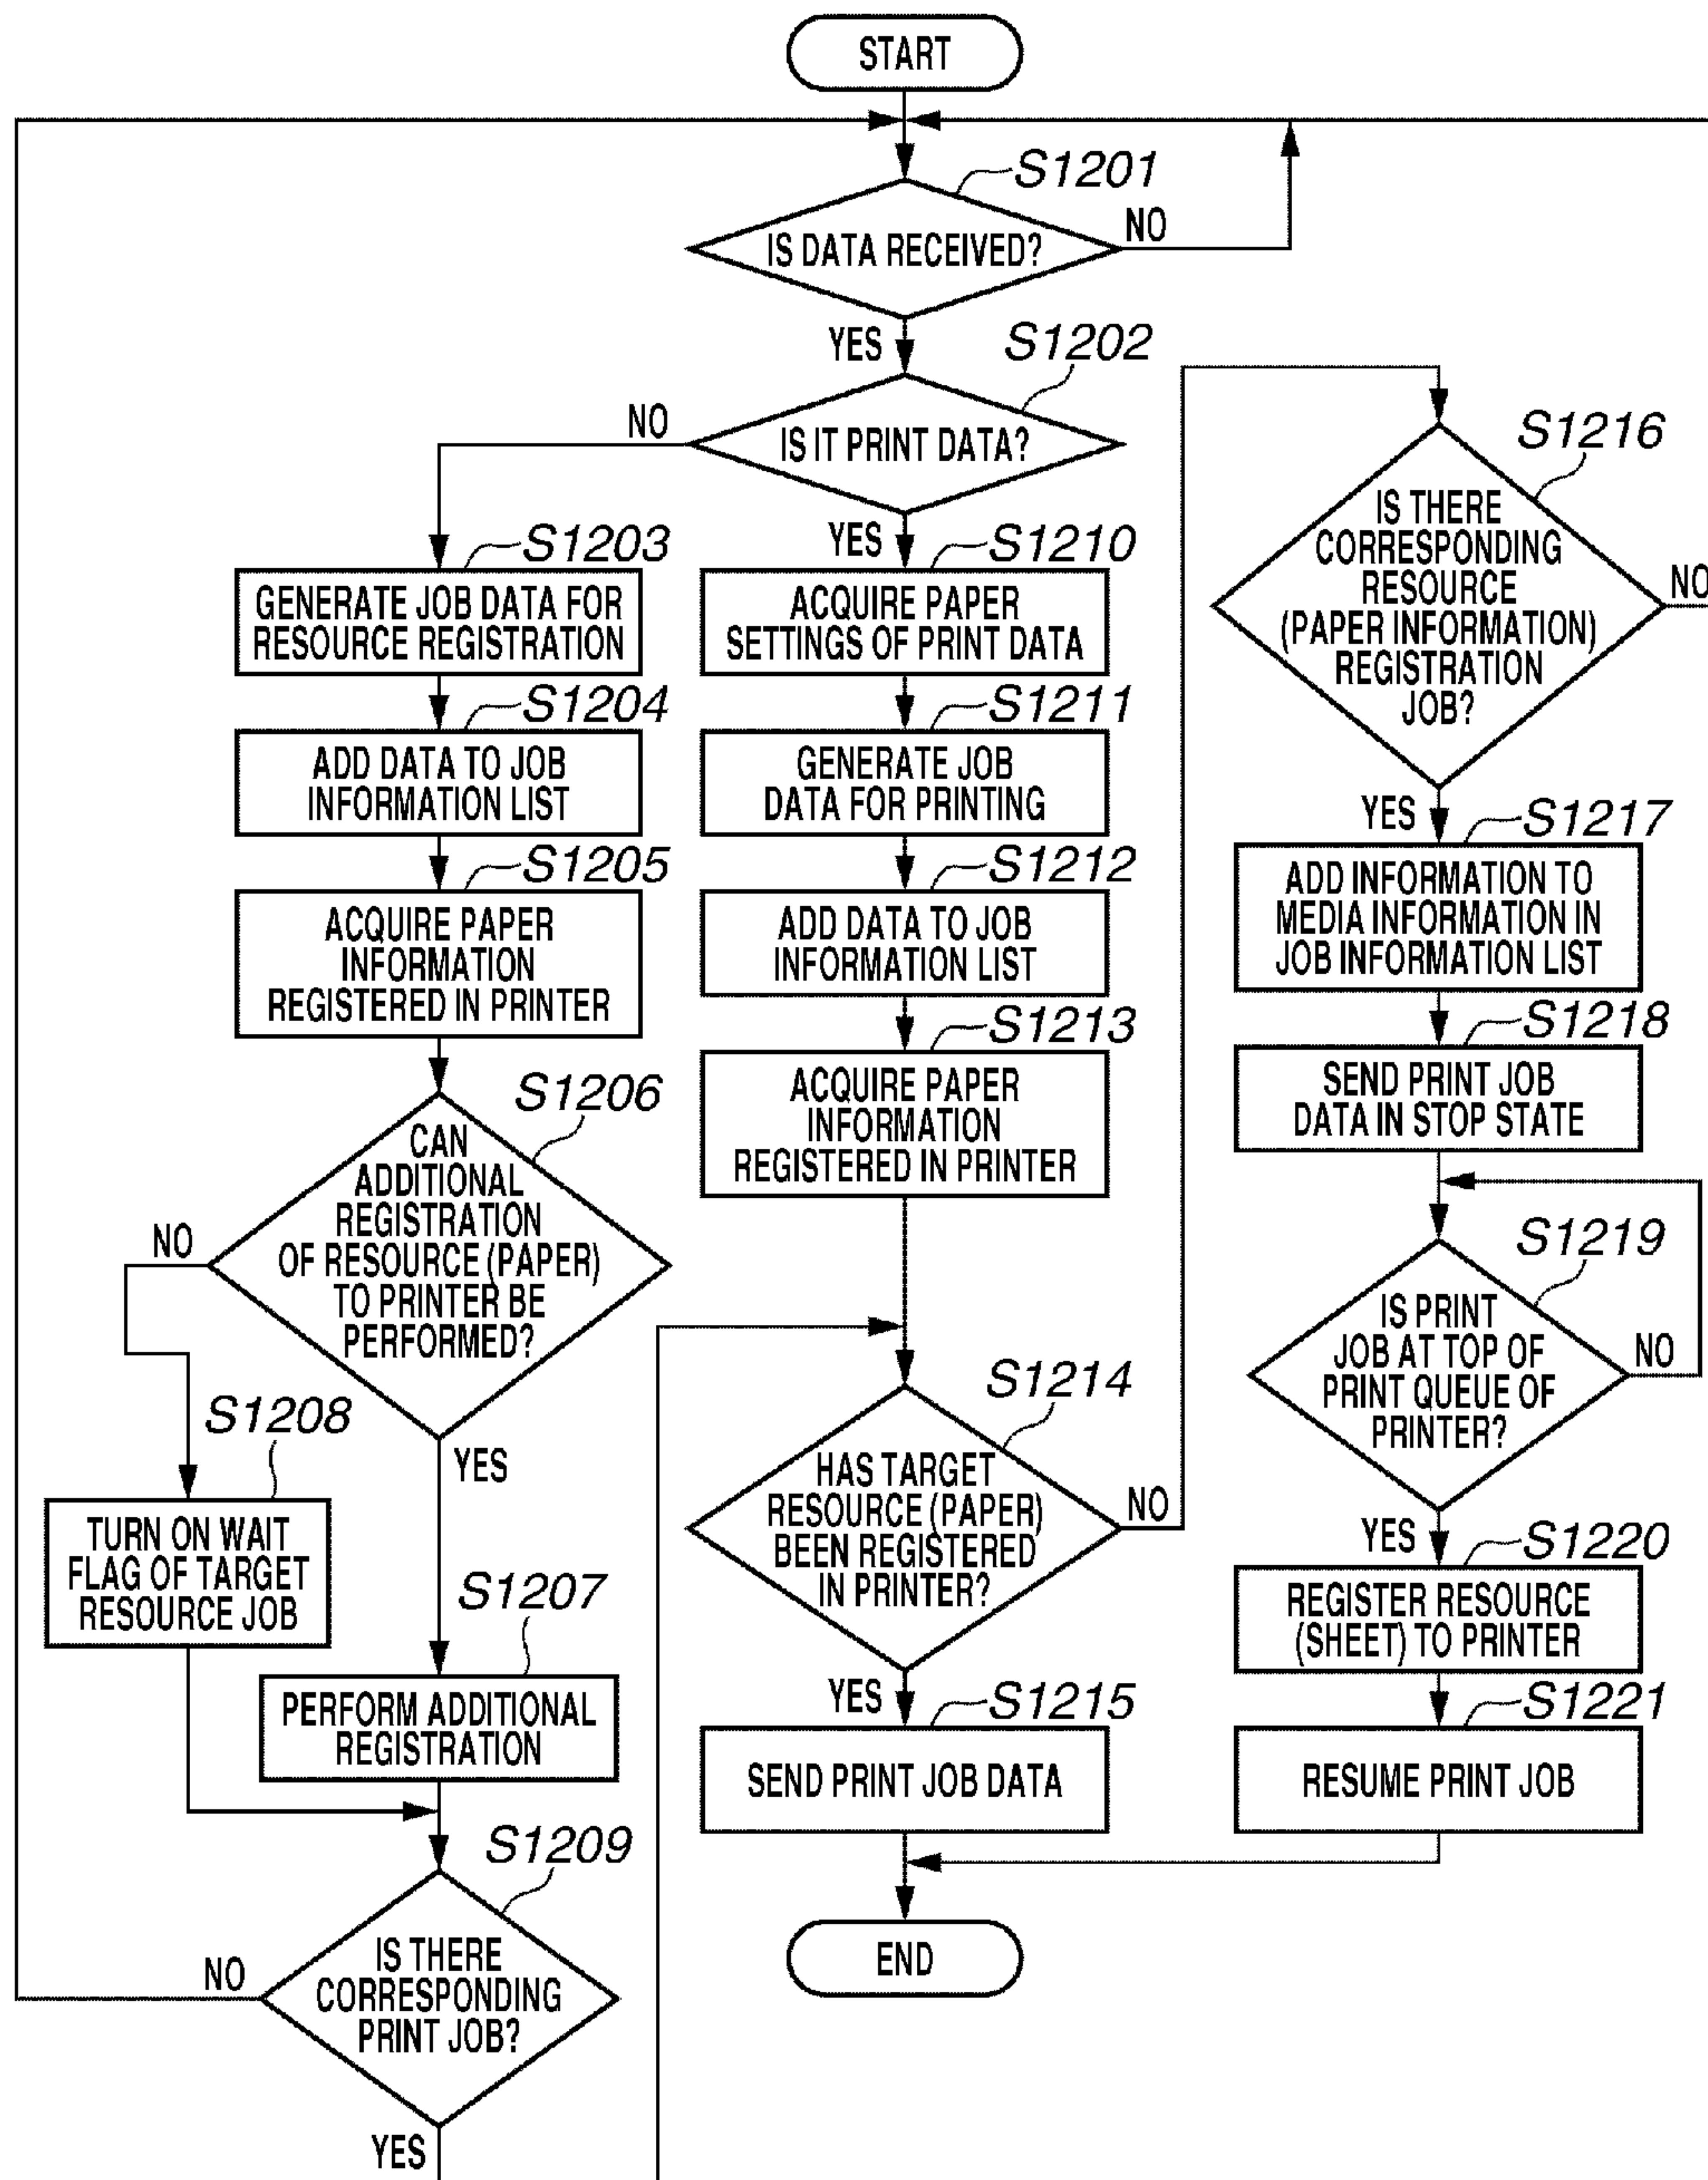 START
S1201
IS DATA RECEIVED?
NO
YES
S1202
IS IT PRINT DATA?
NO
YES
S1203
GENERATE JOB DATA FOR
RESOURCE REGISTRATION
S1204
ADD DATA TO JOB
INFORMATION LIST
S1205
ACQUIRE PAPER
INFORMATION
REGISTERED IN PRINTER
S1206
CAN
ADDITIONAL
REGISTRATION
OF RESOURCE (PAPER)
TO PRINTER BE
PERFORMED?
NO
YES
S1208
TURN ON WAIT
FLAG OF TARGET
RESOURCE JOB
S1207
PERFORM ADDITIONAL
REGISTRATION
S1209
IS THERE
CORRESPONDING
PRINT JOB?
NO
YES
S1210
ACQUIRE PAPER
SETTINGS OF PRINT DATA
S1211
GENERATE JOB
DATA FOR PRINTING
S1212
ADD DATA TO JOB
INFORMATION LIST
S1213
ACQUIRE PAPER
INFORMATION
REGISTERED IN PRINTER
S1214
HAS TARGET
RESOURCE (PAPER)
BEEN REGISTERED
IN PRINTER?
NO
YES
S1215
SEND PRINT JOB DATA
END
S1216
IS THERE
CORRESPONDING
RESOURCE
(PAPER INFORMATION)
REGISTRATION
JOB?
NO
YES
S1217
ADD INFORMATION TO
MEDIA INFORMATION IN
JOB INFORMATION LIST
S1218
SEND PRINT JOB
DATA IN STOP STATE
S1219
IS PRINT
JOB AT TOP OF
PRINT QUEUE OF
PRINTER?
NO
YES
S1220
REGISTER RESOURCE
(SHEET) TO PRINTER
S1221
RESUME PRINT JOB